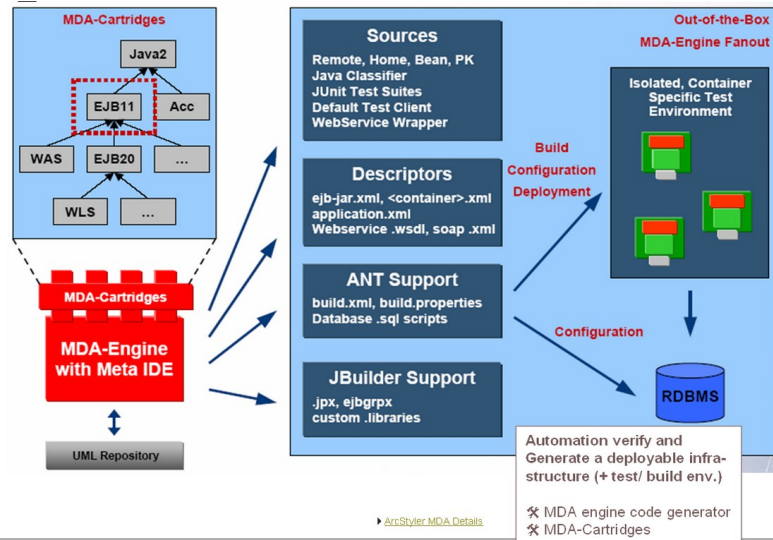 MDA-Cartridges
Java2
EJB11
Acc
WAS
EJB20
...
WLS
...
MDA-Cartridges
MDA-Engine
with Meta IDE
UML Repository
Sources
Remote, Home, Bean, PK
Java Classifier
JUnit Test Suites
Default Test Client
WebService Wrapper
Descriptors
ejb-jar.xml, <container>.xml
application.xml
Webservice .wsdl, soap .xml
ANT Support
build.xml, build.properties
Database .sql scripts
JBuilder Support
.jpx, ejbgrpx
custom .libraries
Out-of-the-Box
MDA-Engine Fanout
Build
Configuration
Deployment
Isolated, Container
Specific Test
Environment
Configuration
RDBMS
Automation verify and
Generate a deployable infra-
structure (+ test/ build env.)
MDA engine code generator
MDA-Cartridges
ArcStyler MDA Details